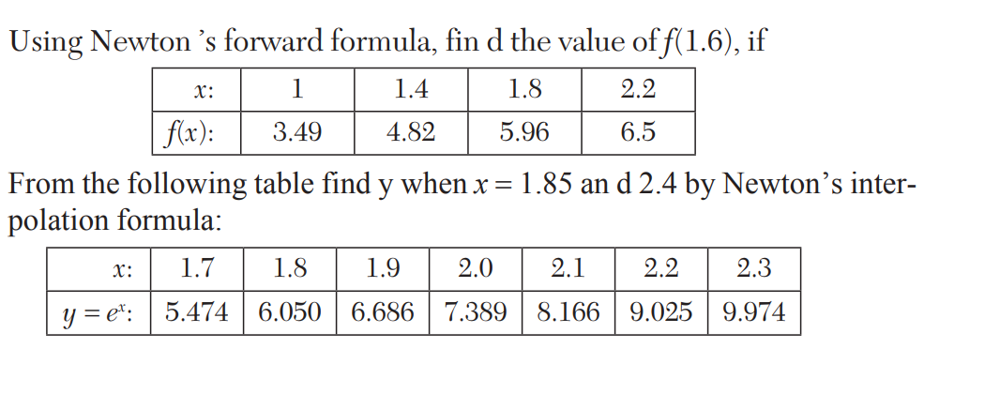 Using Newton 's forward formula, fin d the value of f(1.6), if
x: 1 1.4 1.8 2.2
f(x): 3.49 4.82 5.96 6.5
From the following table find y when x = 1.85 an d 2.4 by Newton's inter-
polation formula:
x: 1.7 1.8 1.9 2.0 2.1 2.2 2.3
y = eˣ: 5.474 6.050 6.686 7.389 8.166 9.025 9.974